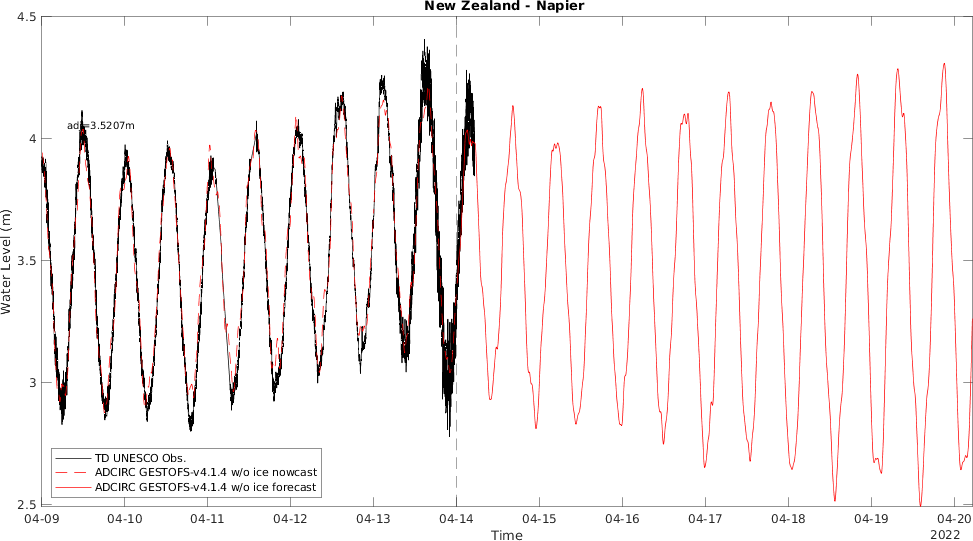 New Zealand - Napier
4.5
4
3.5
3
2.5
Water Level (m)
adj=3.5207m
TD UNESCO Obs.
ADCIRC GESTOFS-v4.1.4 w/o ice nowcast
ADCIRC GESTOFS-v4.1.4 w/o ice forecast
04-09 04-10 04-11 04-12 04-13 04-14 04-15 04-16 04-17 04-18 04-19 04-20
Time
2022